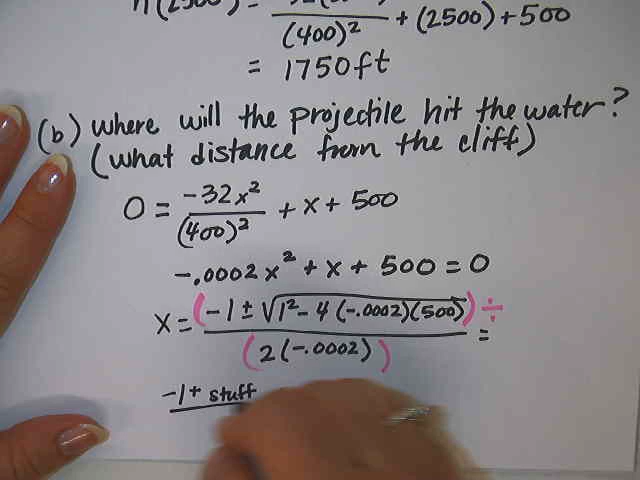 (400)² + (2500) + 500
= 1750ft
(b) where will the projectile hit the water?
(what distance from the cliff)
0 = -32x² / (400)² + x + 500
-.0002x² + x + 500 = 0
x = (-1 ± √1² - 4(-.0002)(500)) ÷ (2(-.0002)) =
-1 + stuff